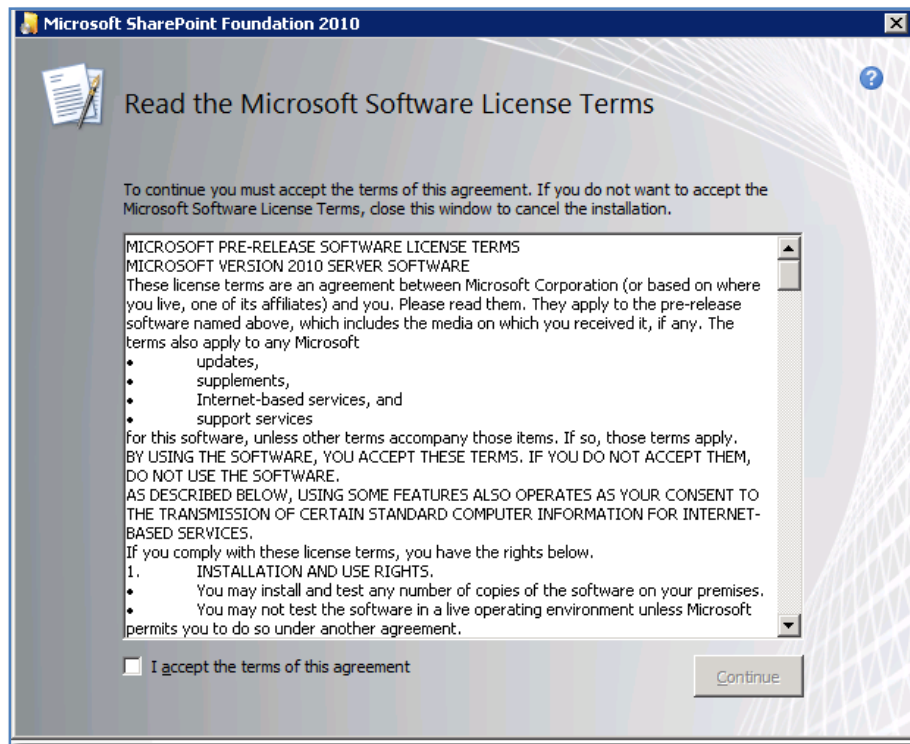 Microsoft SharePoint Foundation 2010
Read the Microsoft Software License Terms
To continue you must accept the terms of this agreement. If you do not want to accept the
Microsoft Software License Terms, close this window to cancel the installation.
MICROSOFT PRE-RELEASE SOFTWARE LICENSE TERMS
MICROSOFT VERSION 2010 SERVER SOFTWARE
These license terms are an agreement between Microsoft Corporation (or based on where
you live, one of its affiliates) and you. Please read them. They apply to the pre-release
software named above, which includes the media on which you received it, if any. The
terms also apply to any Microsoft
• updates,
• supplements,
• Internet-based services, and
• support services
for this software, unless other terms accompany those items. If so, those terms apply.
BY USING THE SOFTWARE, YOU ACCEPT THESE TERMS. IF YOU DO NOT ACCEPT THEM,
DO NOT USE THE SOFTWARE.
AS DESCRIBED BELOW, USING SOME FEATURES ALSO OPERATES AS YOUR CONSENT TO
THE TRANSMISSION OF CERTAIN STANDARD COMPUTER INFORMATION FOR INTERNET-
BASED SERVICES.
If you comply with these license terms, you have the rights below.
1. INSTALLATION AND USE RIGHTS.
• You may install and test any number of copies of the software on your premises.
• You may not test the software in a live operating environment unless Microsoft
permits you to do so under another agreement.
I accept the terms of this agreement
Continue